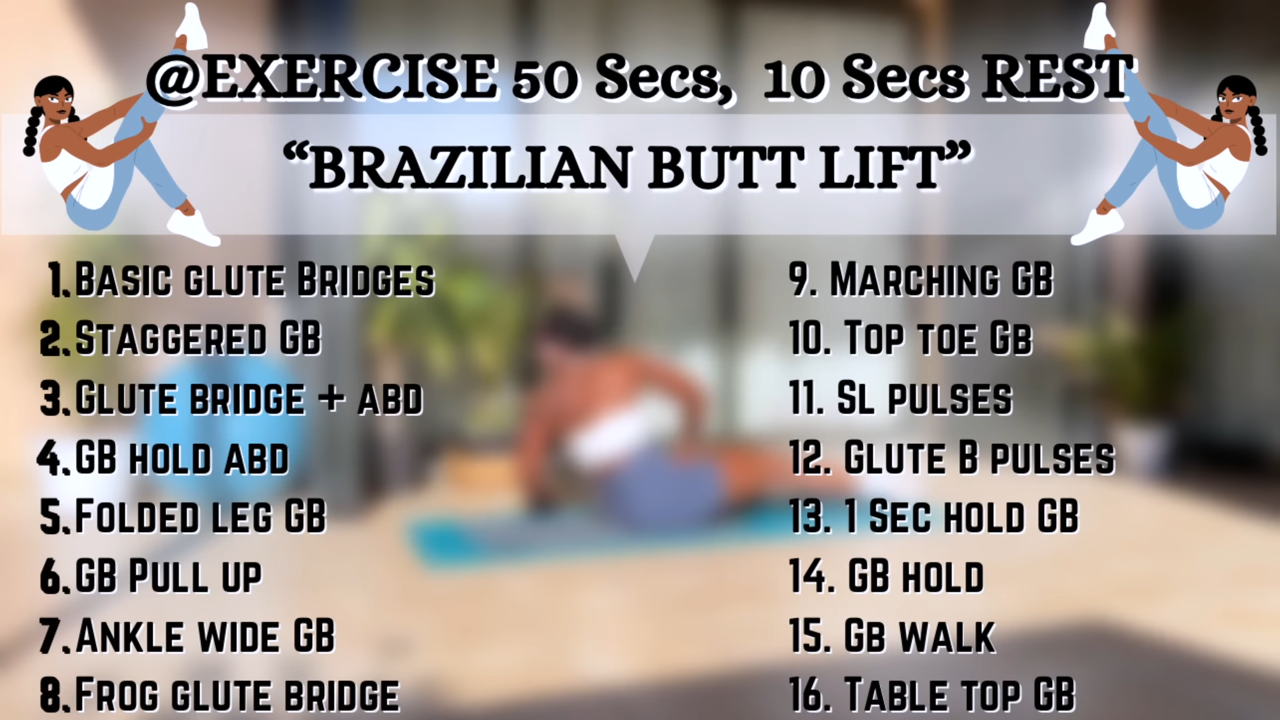 @EXERCISE 50 Secs, 10 Secs REST
“BRAZILIAN BUTT LIFT”
1. BASIC GLUTE BRIDGES
2. STAGGERED GB
3. GLUTE BRIDGE + ABD
4. GB HOLD ABD
5. FOLDED LEG GB
6. GB PULL UP
7. ANKLE WIDE GB
8. FROG GLUTE BRIDGE
9. MARCHING GB
10. TOP TOE GB
11. SL PULSES
12. GLUTE B PULSES
13. 1 SEC HOLD GB
14. GB HOLD
15. GB WALK
16. TABLE TOP GB